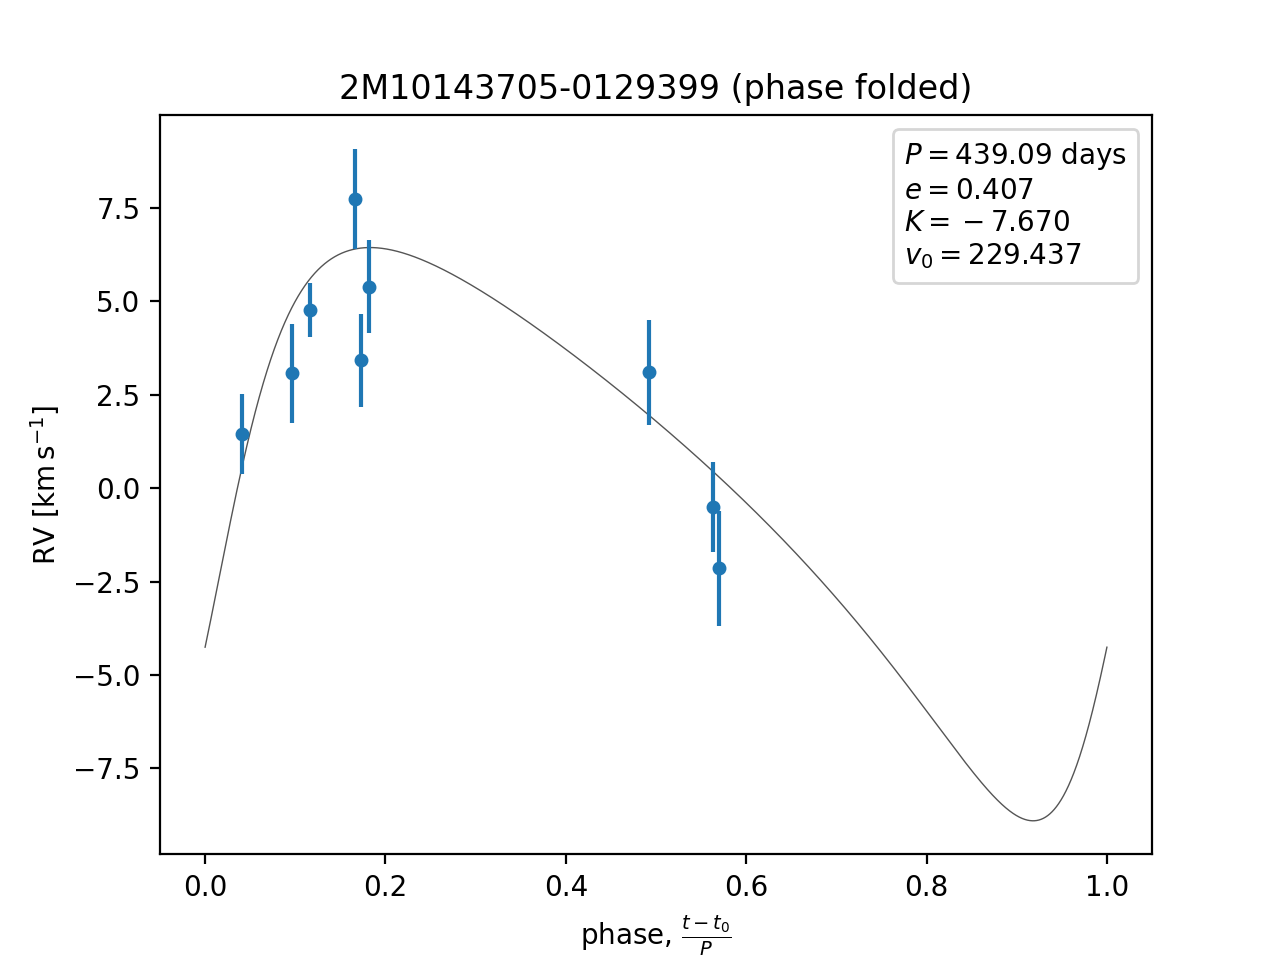 2M10143705-0129399 (phase folded)
P = 439.09 days
e = 0.407
K = −7.670
v₀ = 229.437
RV [km s⁻¹]
7.5
5.0
2.5
0.0
−2.5
−5.0
−7.5
0.0 0.2 0.4 0.6 0.8 1.0
phase, (t − t₀)/P